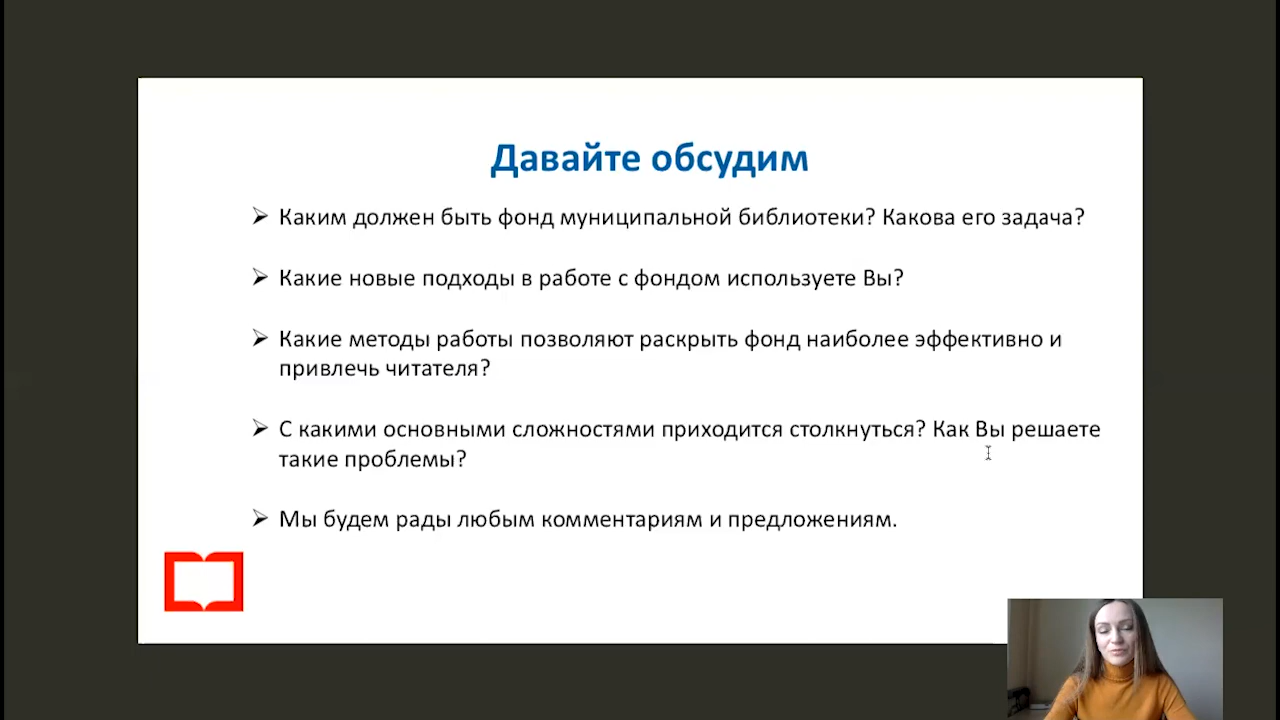 Давайте обсудим
Каким должен быть фонд муниципальной библиотеки? Какова его задача?
Какие новые подходы в работе с фондом используете Вы?
Какие методы работы позволяют раскрыть фонд наиболее эффективно и
привлечь читателя?
С какими основными сложностями приходится столкнуться? Как Вы решаете
такие проблемы?
Мы будем рады любым комментариям и предложениям.